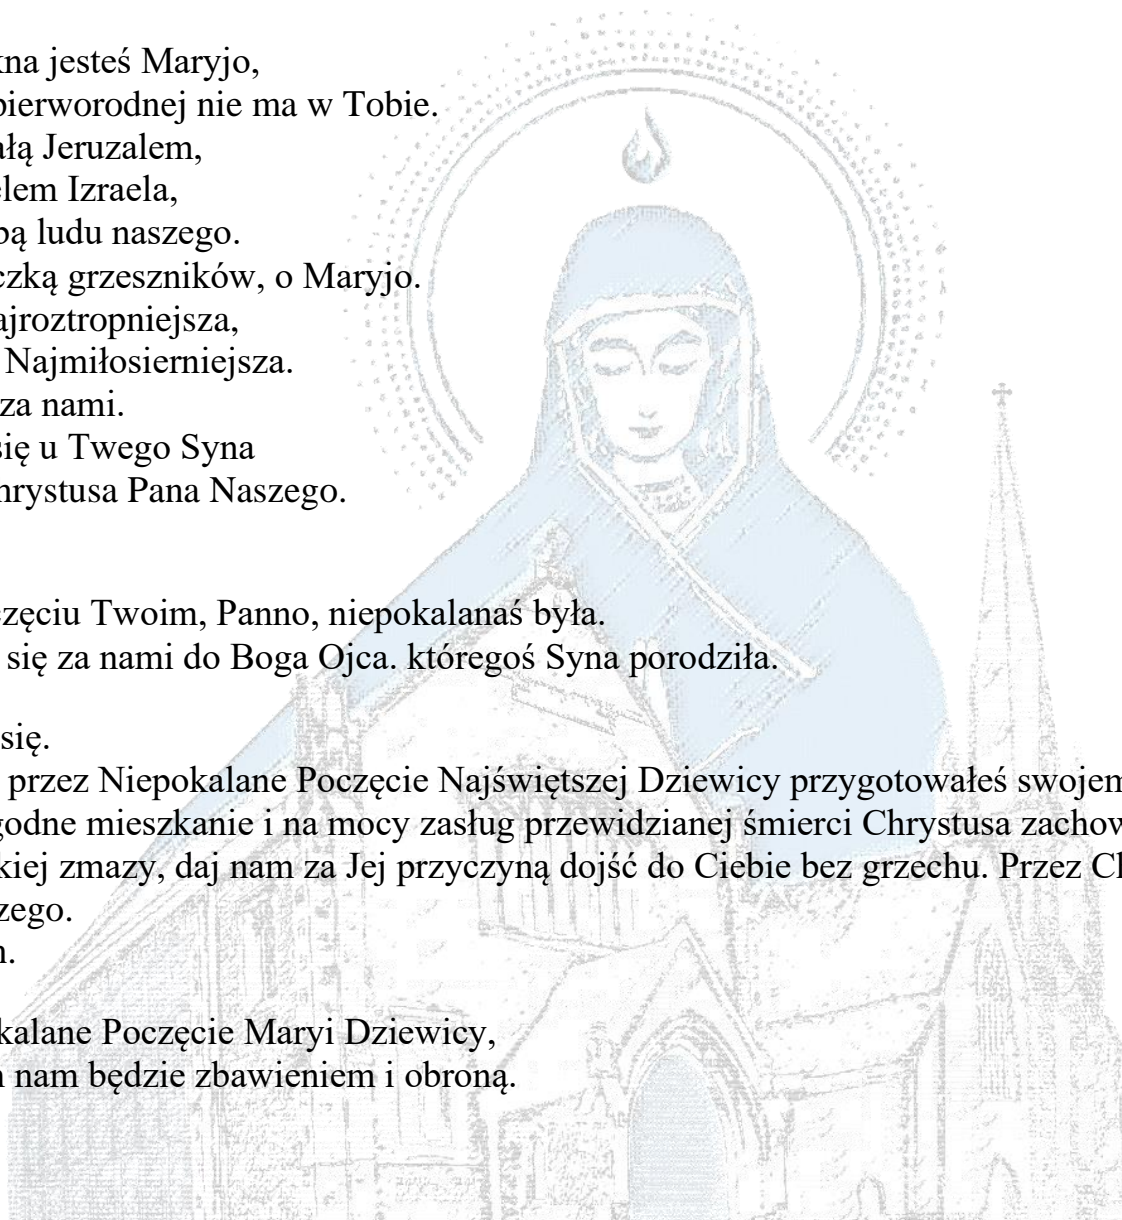 kna jesteś Maryjo,
pierworodnej nie ma w Tobie.
ałą Jeruzalem,
elem Izraela,
bą ludu naszego.
czką grzeszników, o Maryjo.
ajroztropniejsza,
Najmiłosierniejsza.
za nami.
się u Twego Syna
hrystusa Pana Naszego.
częciu Twoim, Panno, niepokalanaś była.
się za nami do Boga Ojca. któregoś Syna porodziła.
się.
przez Niepokalane Poczęcie Najświętszej Dziewicy przygotowałeś swojem
godne mieszkanie i na mocy zasług przewidzianej śmierci Chrystusa zachow
kiej zmazy, daj nam za Jej przyczyną dojść do Ciebie bez grzechu. Przez Ch
zego.
n.
kalane Poczęcie Maryi Dziewicy,
n nam będzie zbawieniem i obroną.